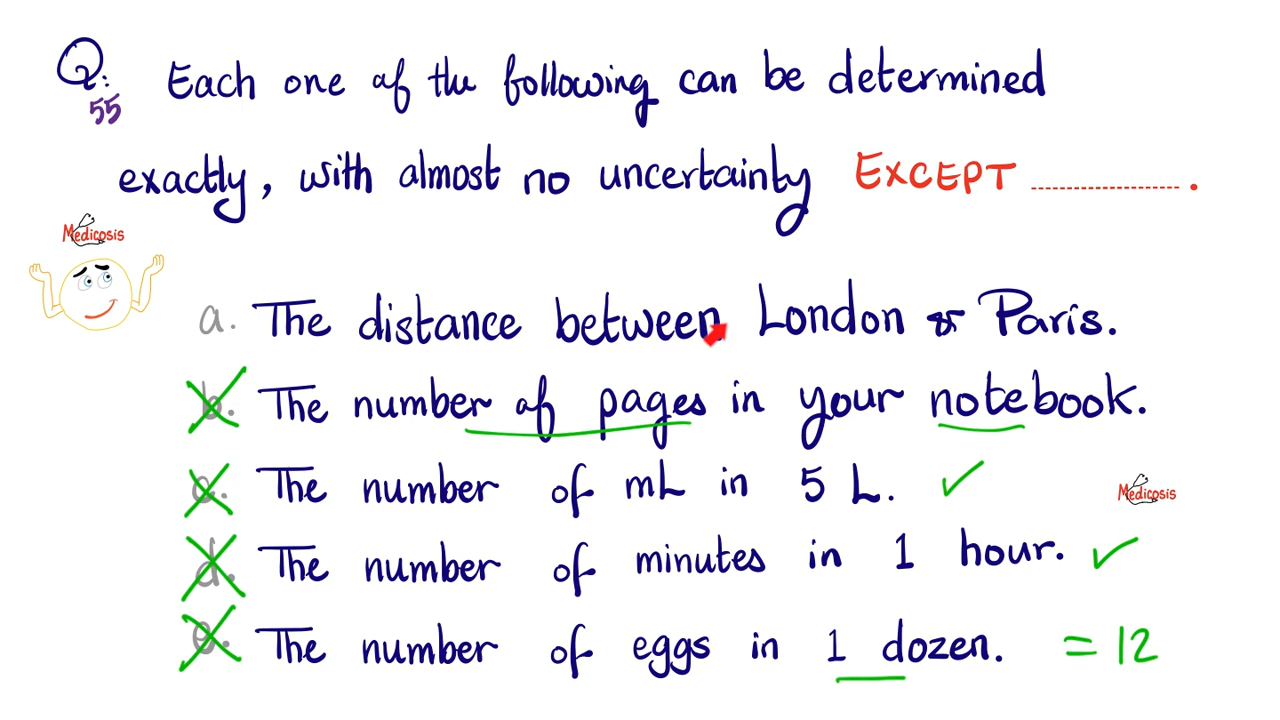 Q: Each one of the following can be determined
55
exactly, with almost no uncertainty EXCEPT ........................ .
Medicosis
a. The distance between London & Paris.
b. The number of pages in your notebook.
c. The number of mL in 5 L. ✓
Medicosis
d. The number of minutes in 1 hour. ✓
e. The number of eggs in 1 dozen. = 12